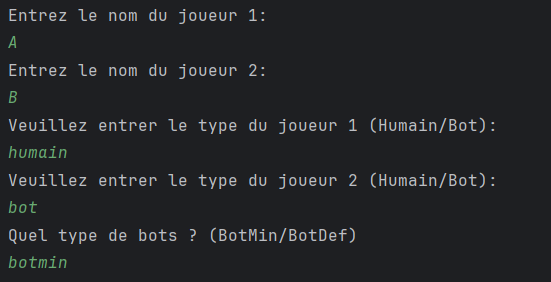 Entrez le nom du joueur 1:
A
Entrez le nom du joueur 2:
B
Veuillez entrer le type du joueur 1 (Humain/Bot):
humain
Veuillez entrer le type du joueur 2 (Humain/Bot):
bot
Quel type de bots ? (BotMin/BotDef)
botmin